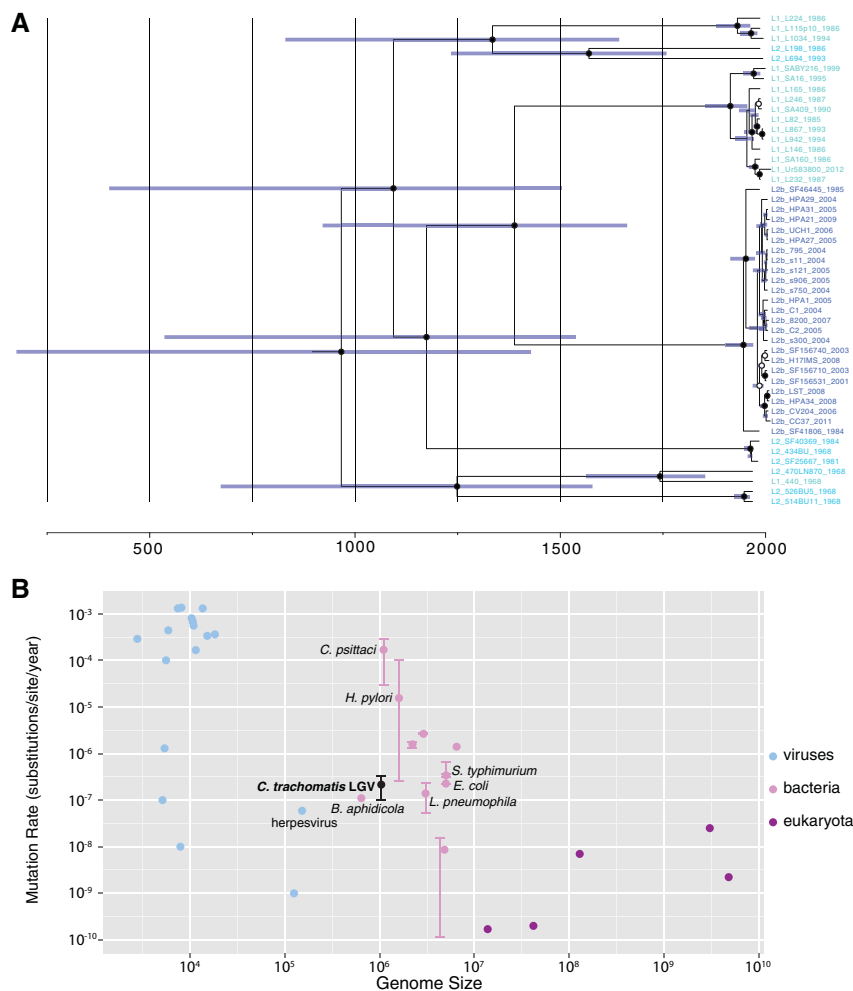 A
L1_L224_1986
L1_L115p10_1986
L1_L1034_1994
L2_L198_1986
L2_L694_1993
L1_SABY216_1999
L1_SA16_1995
L1_L165_1986
L1_L246_1987
L1_SA409_1990
L1_L82_1985
L1_L867_1993
L1_L942_1994
L1_L146_1986
L1_SA160_1986
L1_Ur583800_2012
L1_L232_1987
L2b_SF46445_1985
L2b_HPA29_2004
L2b_HPA31_2005
L2b_HPA21_2009
L2b_UCH1_2006
L2b_HPA27_2005
L2b_795_2004
L2b_s11_2004
L2b_s121_2005
L2b_s906_2005
L2b_s750_2004
L2b_HPA1_2005
L2b_C1_2004
L2b_8200_2007
L2b_C2_2005
L2b_s300_2004
L2b_SF156740_2003
L2b_H17IMS_2008
L2b_SF156710_2003
L2b_SF156531_2001
L2b_LST_2008
L2b_HPA34_2008
L2b_CV204_2006
L2b_CC37_2011
L2b_SF41806_1984
L2_SF40369_1984
L2_434BU_1968
L2_SF25667_1981
L2_470LN870_1968
L1_440_1968
L2_526BU5_1968
L2_514BU11_1968
500 1000 1500 2000
B
Mutation Rate (substitutions/site/year)
10⁻³
10⁻⁴
10⁻⁵
10⁻⁶
10⁻⁷
10⁻⁸
10⁻⁹
10⁻¹⁰
C. psittaci
H. pylori
S. typhimurium
C. trachomatis LGV
E. coli
B. aphidicola
L. pneumophila
herpesvirus
viruses
bacteria
eukaryota
10⁴ 10⁵ 10⁶ 10⁷ 10⁸ 10⁹ 10¹⁰
Genome Size